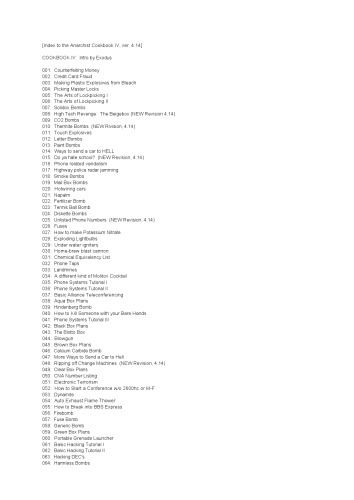 [Index to the Anarchist Cookbook IV, ver. 4.14]
COOKBOOK.IV: Intro by Exodus
001: Counterfeiting Money
002: Credit Card Fraud
003: Making Plastic Explosives from Bleach
004: Picking Master Locks
005: The Arts of Lockpicking I
006: The Arts of Lockpicking II
007: Solidox Bombs
008: High Tech Revenge: The Beigebox (NEW Revision 4.14)
009: CO2 Bombs
010: Thermite Bombs (NEW Revision, 4.14)
011: Touch Explosives
012: Letter Bombs
013: Paint Bombs
014: Ways to send a car to HELL
015: Do ya hate school? (NEW Revision, 4.14)
016: Phone related vandalism
017: Highway police radar jamming
018: Smoke Bombs
019: Mail Box Bombs
020: Hotwiring cars
021: Napalm
022: Fertilizer Bomb
023: Tennis Ball Bomb
024: Diskette Bombs
025: Unlisted Phone Numbers (NEW Revision, 4.14)
026: Fuses
027: How to make Potassium Nitrate
028: Exploding Lightbulbs
029: Under water igniters
030: Home-brew blast cannon
031: Chemical Equivalency List
032: Phone Taps
033: Landmines
034: A different kind of Molitov Cocktail
035: Phone Systems Tutorial I
036: Phone Systems Tutorial II
037: Basic Alliance Teleconferencing
038: Aqua Box Plans
039: Hindenberg Bomb
040: How to Kill Someone with your Bare Hands
041: Phone Systems Tutorial III
042: Black Box Plans
043: The Blotto Box
044: Blowgun
045: Brown Box Plans
046: Calcium Carbide Bomb
047: More Ways to Send a Car to Hell
048: Ripping off Change Machines (NEW Revision, 4.14)
049: Clear Box Plans
050: CNA Number Listing
051: Electronic Terrorism
052: How to Start a Conference w/o 2600hz or M-F
053: Dynamite
054: Auto Exhaust Flame Thower
055: How to Break into BBS Express
056: Firebomb
057: Fuse Bomb
058: Generic Bomb
059: Green Box Plans
060: Portable Grenade Launcher
061: Basic Hacking Tutorial I
062: Basic Hacking Tutorial II
063: Hacking DEC's
064: Harmless Bombs